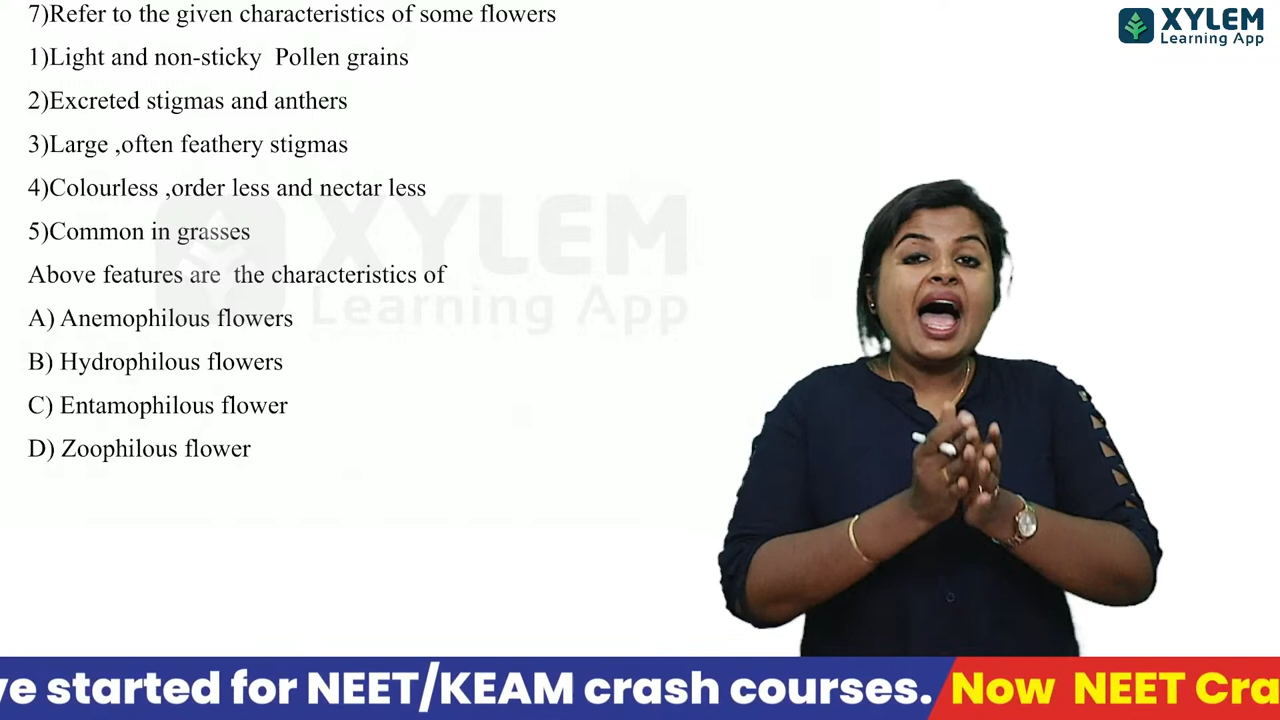 7)Refer to the given characteristics of some flowers
1)Light and non-sticky Pollen grains
2)Excreted stigmas and anthers
3)Large ,often feathery stigmas
4)Colourless ,order less and nectar less
5)Common in grasses
Above features are the characteristics of
A) Anemophilous flowers
B) Hydrophilous flowers
C) Entamophilous flower
D) Zoophilous flower
XYLEM
Learning App
XYLEM
Learning App
ve started for NEET/KEAM crash courses. Now NEET Cra